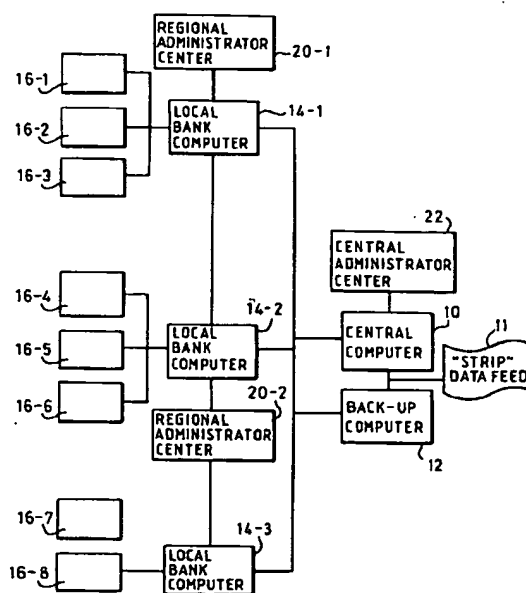 REGIONAL
ADMINISTRATOR
CENTER
20-1
16-1
16-2
16-3
LOCAL
BANK
COMPUTER
14-1
22
CENTRAL
ADMINISTRATOR
CENTER
16-4
16-5
16-6
14-2
LOCAL
BANK
COMPUTER
10
CENTRAL
COMPUTER
11
"STRIP"
DATA FEED
20-2
REGIONAL
ADMINISTRATOR
CENTER
BACK-UP
COMPUTER
12
16-7
16-8
14-3
LOCAL
BANK
COMPUTER